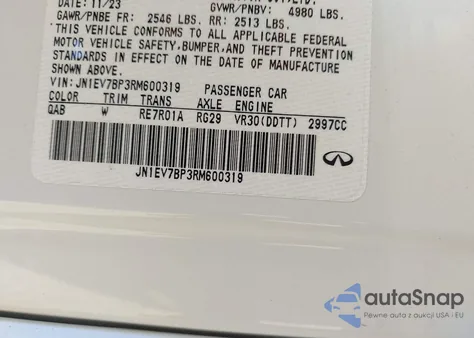 DATE: 11/23
GVWR/PNBV: 4980 LBS.
GAWR/PNBE FR: 2546 LBS. RR: 2513 LBS.
"THIS VEHICLE CONFORMS TO ALL APPLICABLE FEDERAL
MOTOR VEHICLE SAFETY,BUMPER,AND THEFT PREVENTION
STANDARDS IN EFFECT ON THE DATE OF MANUFACTURE
SHOWN ABOVE."
VIN: JN1EV7BP3RM600319 PASSENGER CAR
COLOR TRIM TRANS AXLE ENGINE
QAB W RE7R01A RG29 VR30(DDTT) 2997CC
JN1EV7BP3RM600319
autoSnap
Pewne auta z aukcji USA i EU